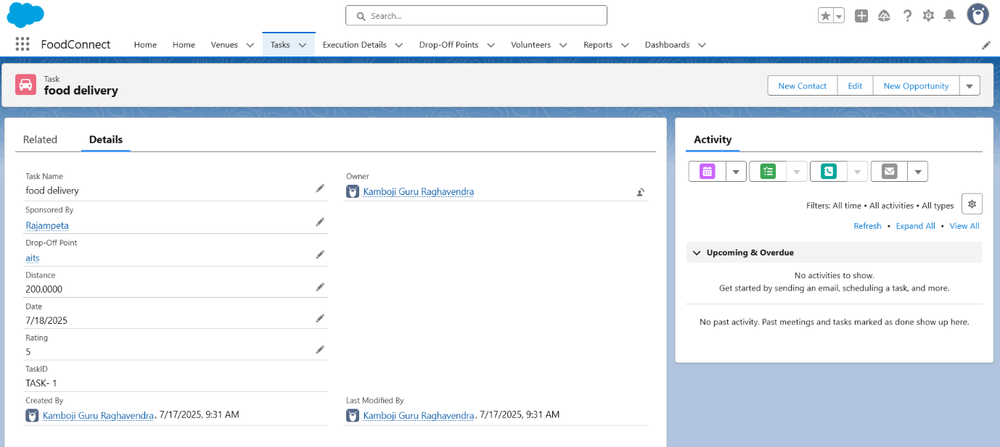 Search...
FoodConnect
Home Home Venues Tasks Execution Details Drop-Off Points Volunteers Reports Dashboards
Task
food delivery
New Contact Edit New Opportunity
Related Details
Task Name
food delivery
Owner
Kamboji Guru Raghavendra
Sponsored By
Rajampeta
Drop-Off Point
aits
Distance
200.0000
Date
7/18/2025
Rating
5
TaskID
TASK- 1
Created By
Kamboji Guru Raghavendra, 7/17/2025, 9:31 AM
Last Modified By
Kamboji Guru Raghavendra, 7/17/2025, 9:31 AM
Activity
Filters: All time • All activities • All types
Refresh • Expand All • View All
Upcoming & Overdue
No activities to show.
Get started by sending an email, scheduling a task, and more.
No past activity. Past meetings and tasks marked as done show up here.